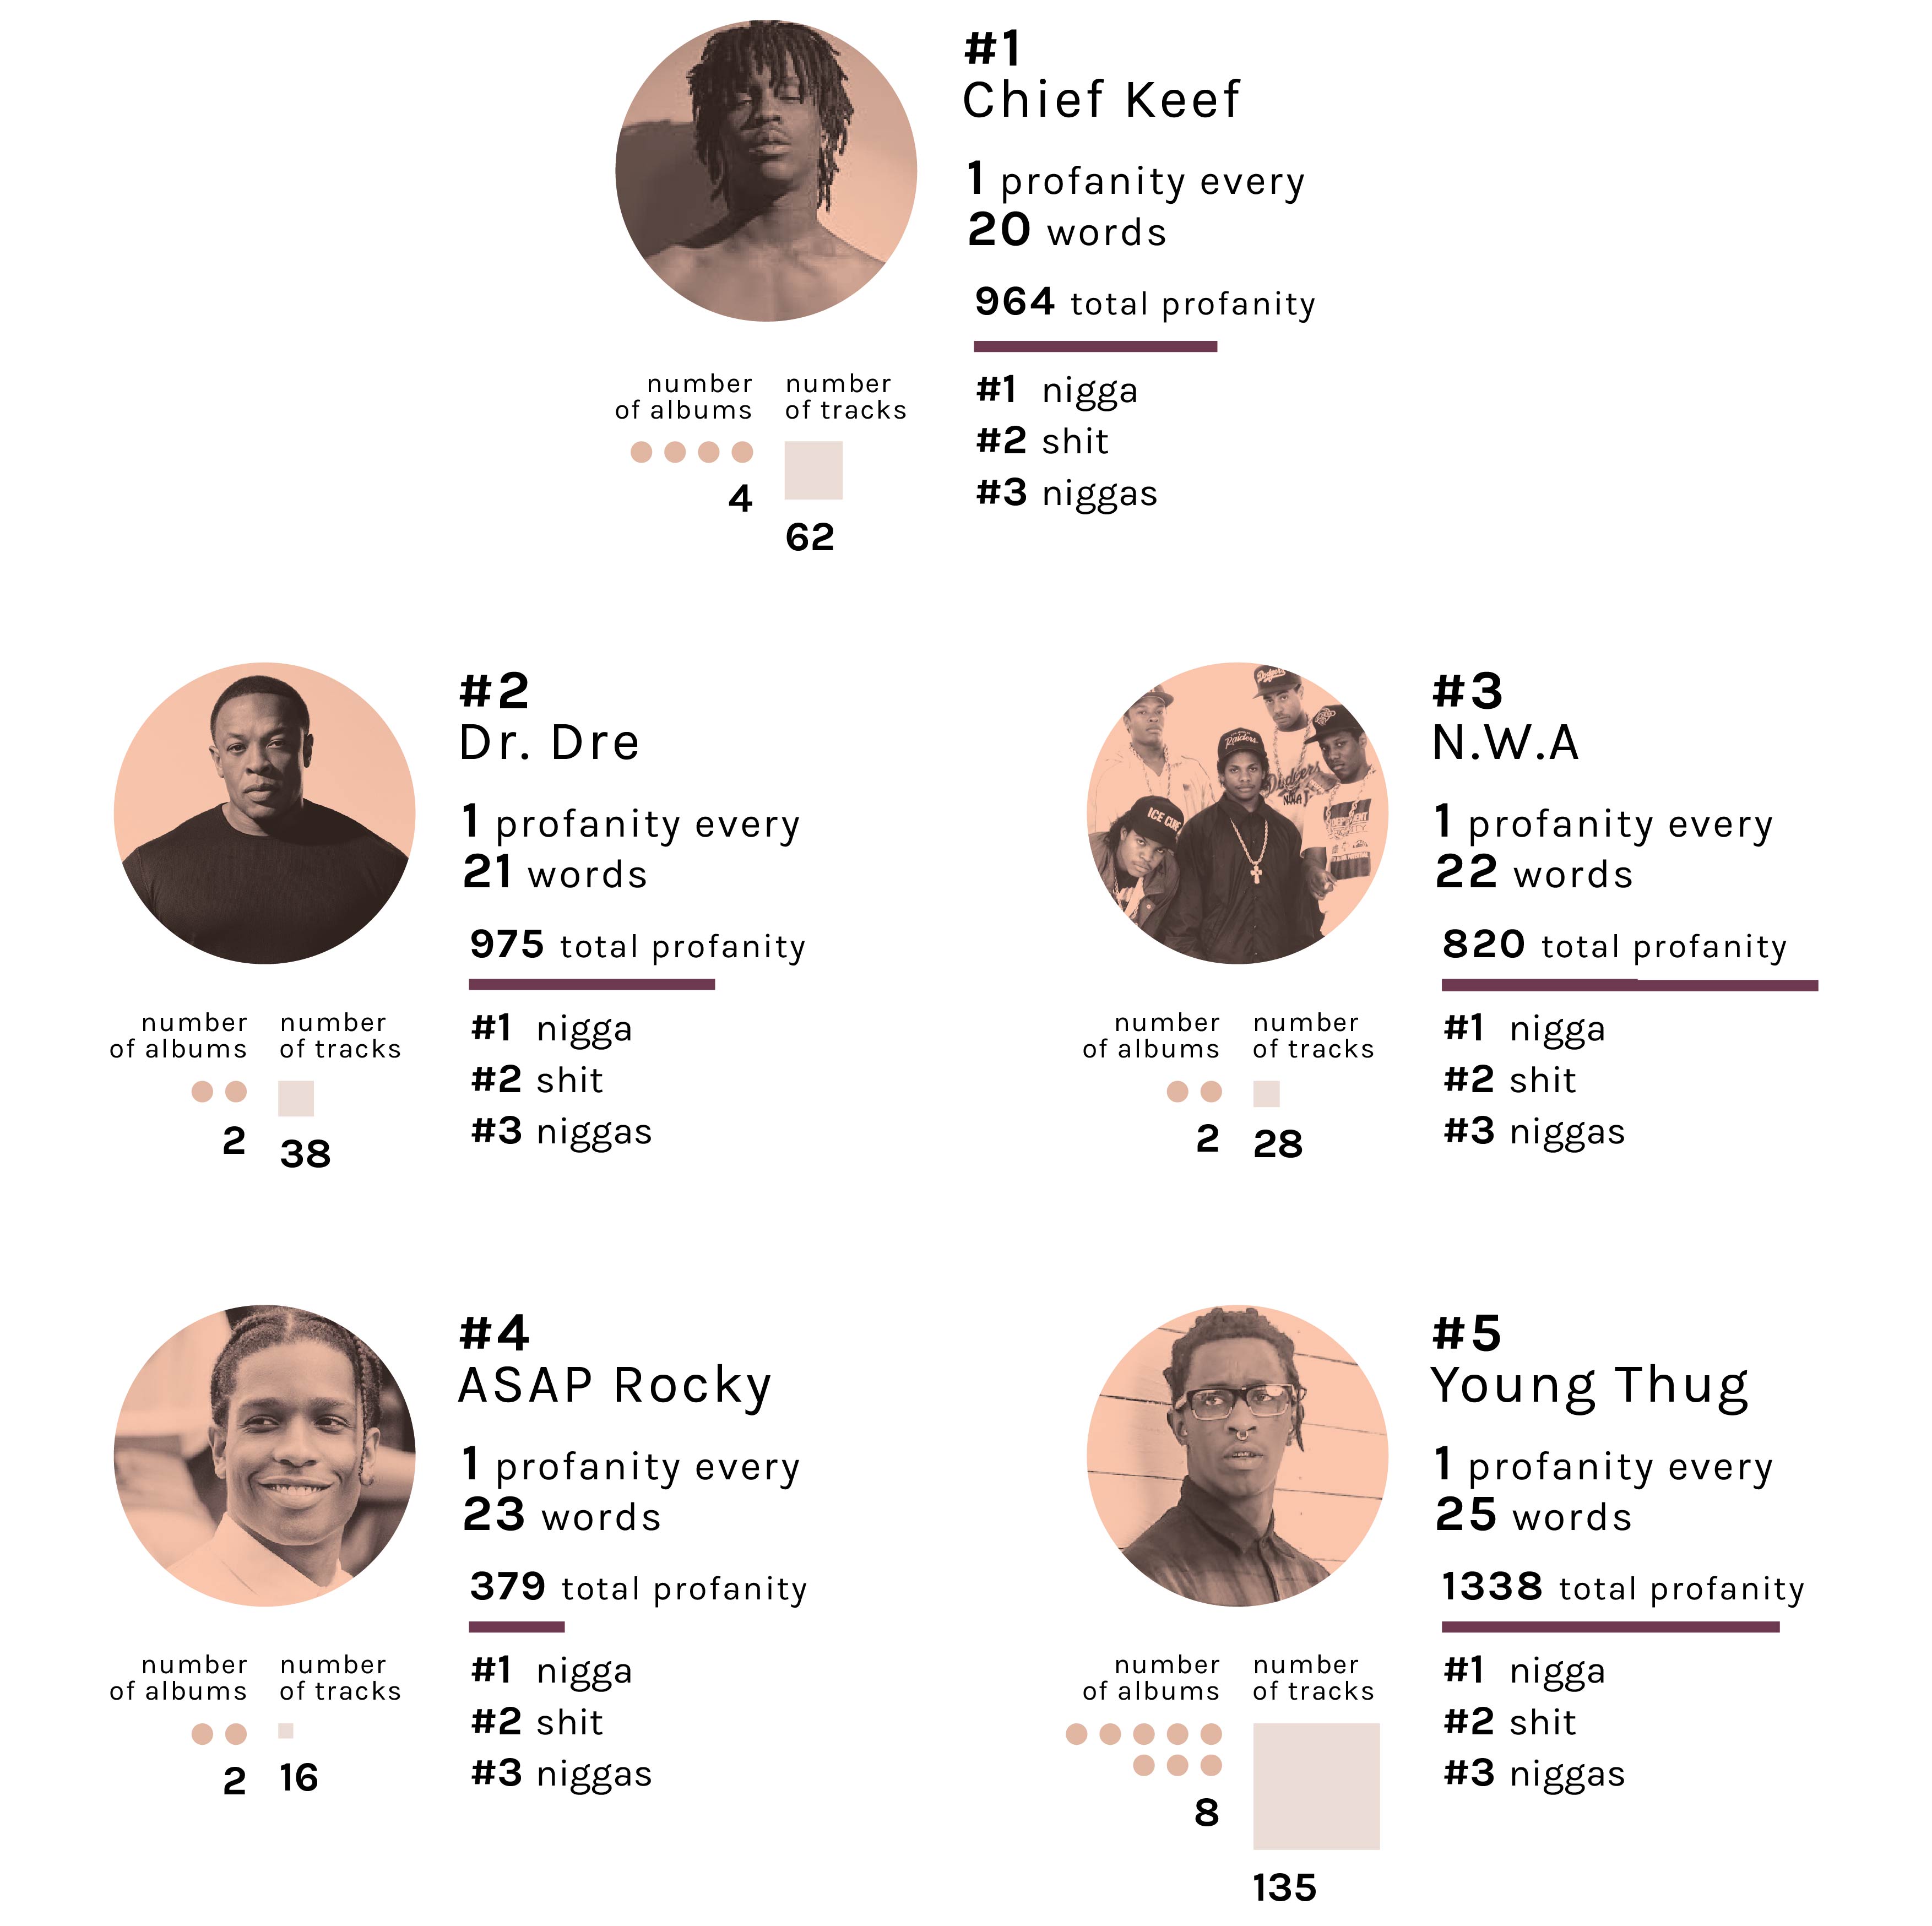 #1
Chief Keef
1 profanity every
20 words
964 total profanity
number
of albums
4
number
of tracks
62
#1 nigga
#2 shit
#3 niggas
#2
Dr. Dre
1 profanity every
21 words
975 total profanity
number
of albums
2
number
of tracks
38
#1 nigga
#2 shit
#3 niggas
#3
N.W.A
1 profanity every
22 words
820 total profanity
number
of albums
2
number
of tracks
28
#1 nigga
#2 shit
#3 niggas
Dodgers
Raiders
Dodgers
NWA
ICE CUBE
#4
ASAP Rocky
1 profanity every
23 words
379 total profanity
number
of albums
2
number
of tracks
16
#1 nigga
#2 shit
#3 niggas
#5
Young Thug
1 profanity every
25 words
1338 total profanity
number
of albums
8
number
of tracks
135
#1 nigga
#2 shit
#3 niggas